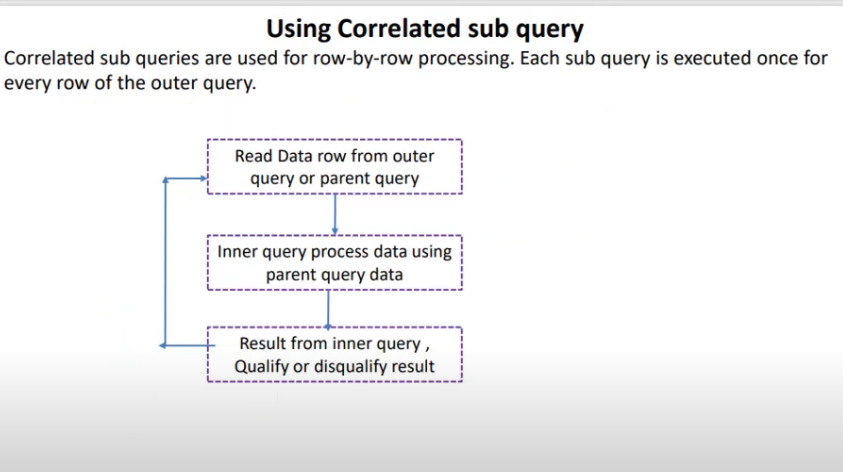 Using Correlated sub query
Correlated sub queries are used for row-by-row processing. Each sub query is executed once for
every row of the outer query.
Read Data row from outer
query or parent query
Inner query process data using
parent query data
Result from inner query ,
Qualify or disqualify result